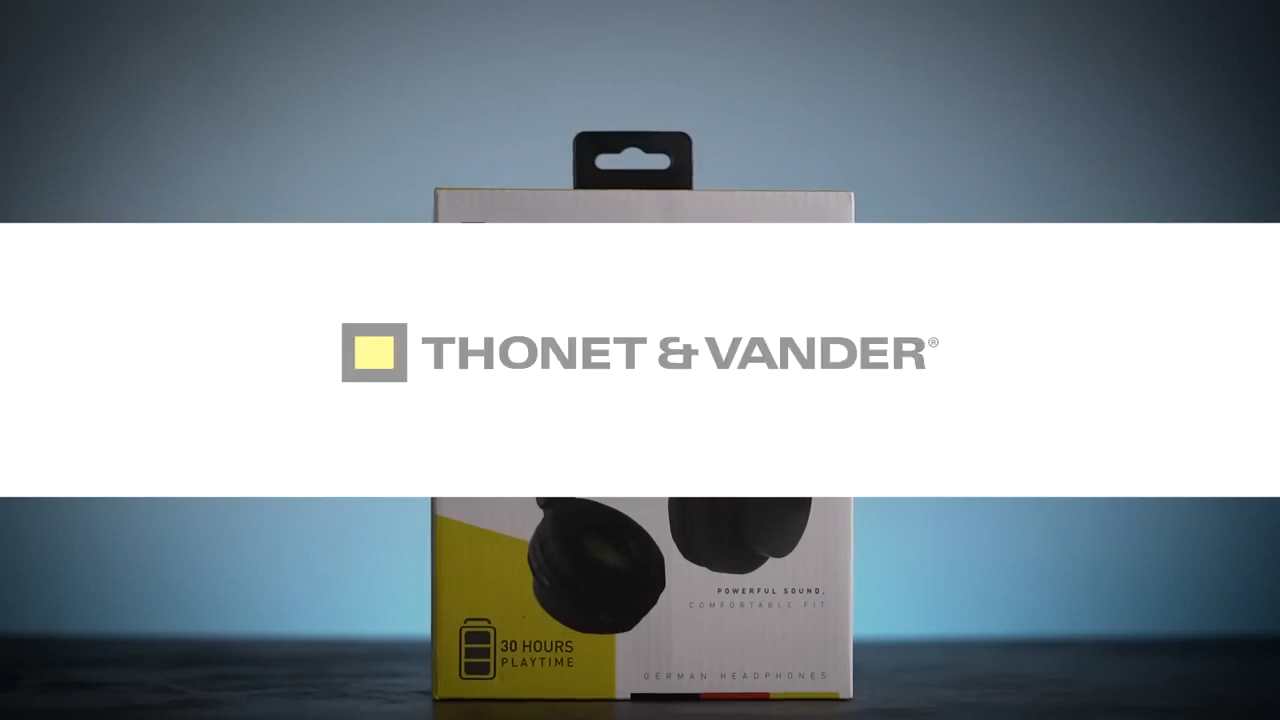 THONET & VANDER®
POWERFUL SOUND,
COMFORTABLE FIT
30 HOURS
PLAYTIME
GERMAN HEADPHONES